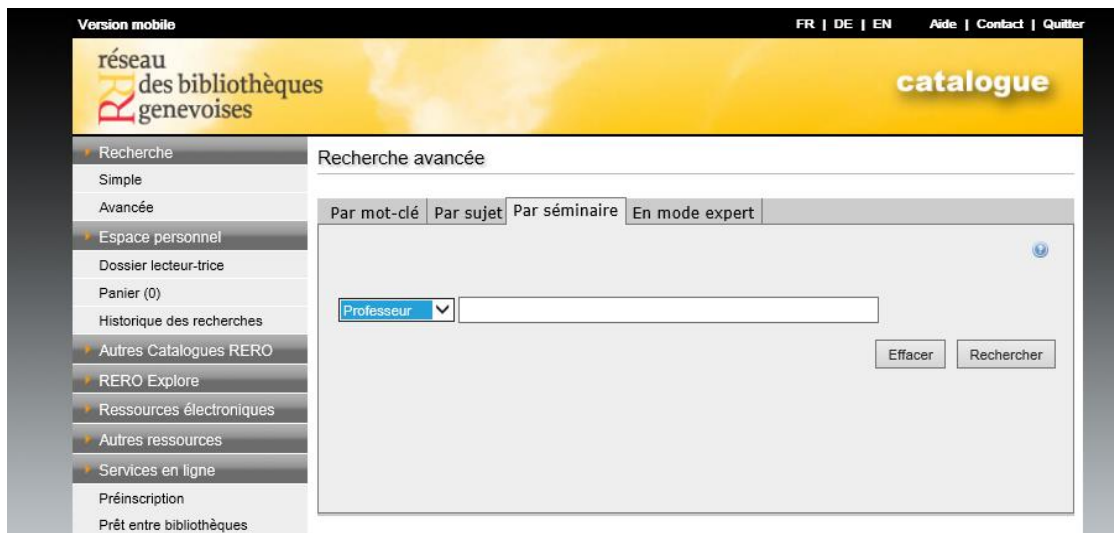 Version mobile FR | DE | EN Aide | Contact | Quitter
réseau
des bibliothèques
genevoises
catalogue
Recherche
Simple
Avancée
Espace personnel
Dossier lecteur-trice
Panier (0)
Historique des recherches
Autres Catalogues RERO
RERO Explore
Ressources électroniques
Autres ressources
Services en ligne
Préinscription
Prêt entre bibliothèques
Recherche avancée
Par mot-clé Par sujet Par séminaire En mode expert
?
Professeur
Effacer Rechercher